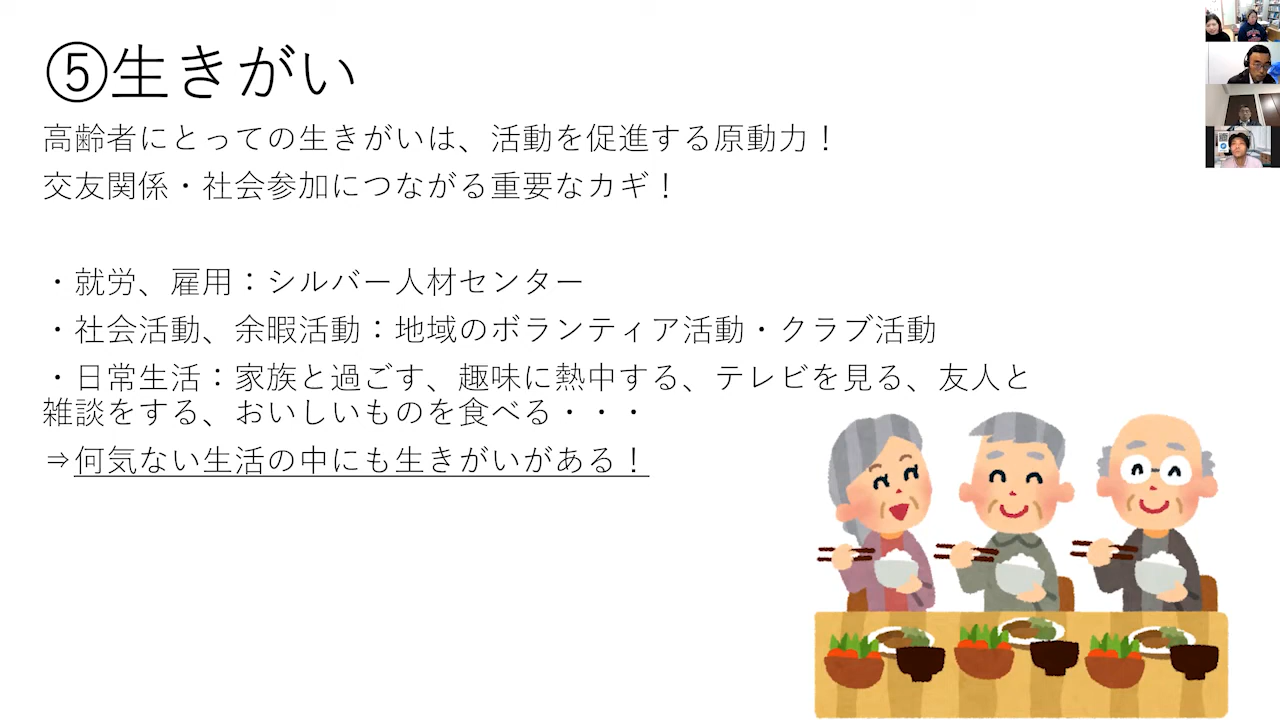 ⑤生きがい
高齢者にとっての生きがいは、活動を促進する原動力！
交友関係・社会参加につながる重要なカギ！
・就労、雇用：シルバー人材センター
・社会活動、余暇活動：地域のボランティア活動・クラブ活動
・日常生活：家族と過ごす、趣味に熱中する、テレビを見る、友人と
雑談をする、おいしいものを食べる・・・
⇒何気ない生活の中にも生きがいがある！